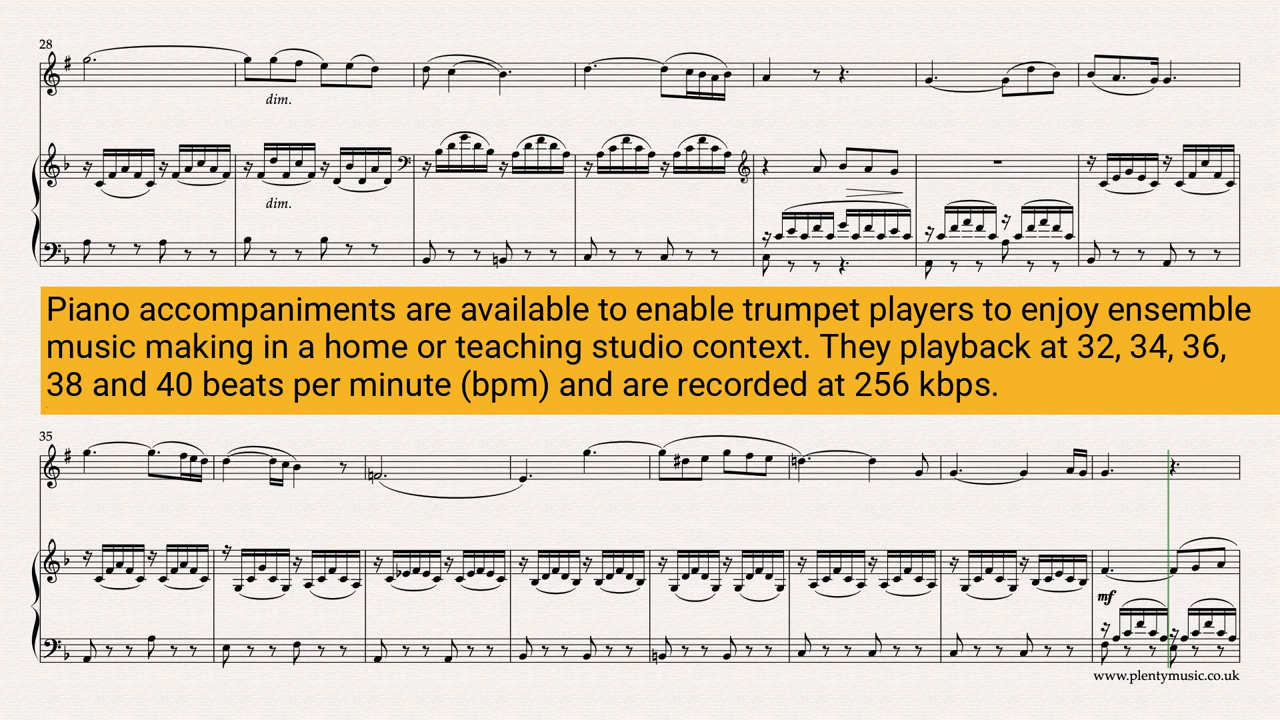 28
dim.
dim.
Piano accompaniments are available to enable trumpet players to enjoy ensemble
music making in a home or teaching studio context. They playback at 32, 34, 36,
38 and 40 beats per minute (bpm) and are recorded at 256 kbps.
35
mf
www.plentymusic.co.uk